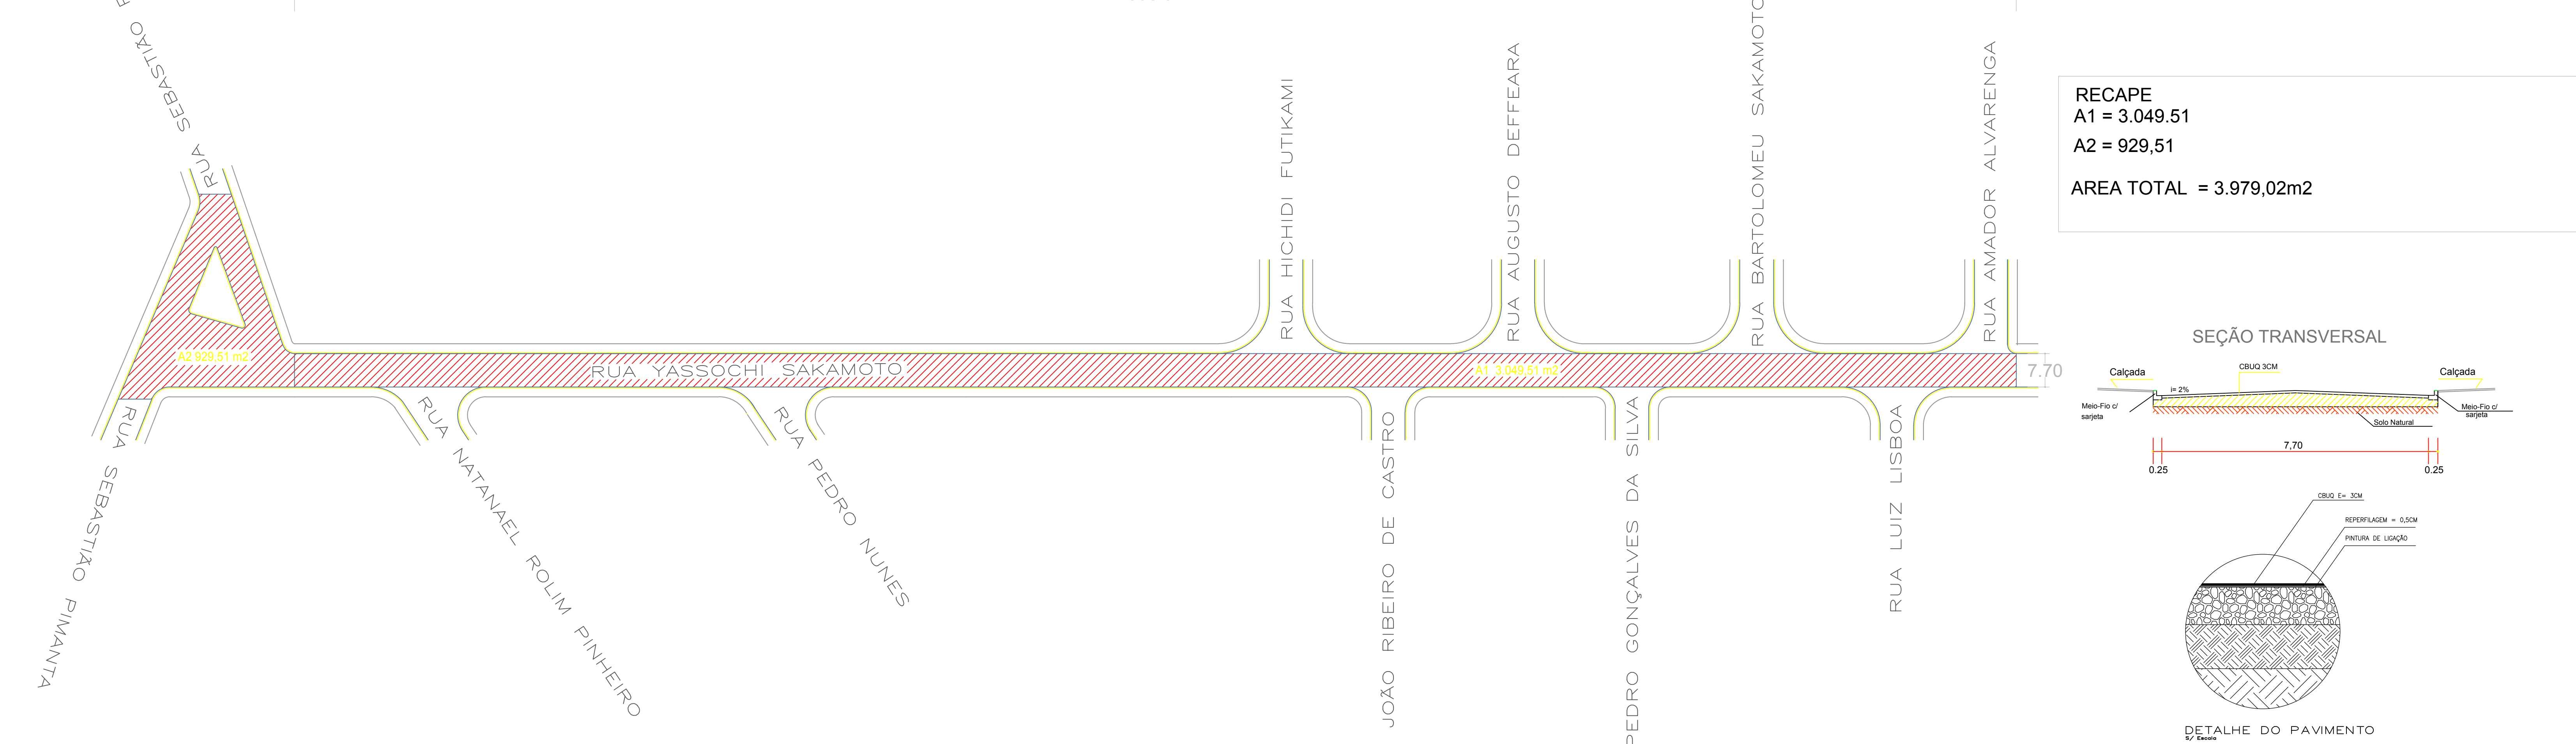 RUA SEBASTIÃO
RUA HICHIDI FUTIKAMI
RUA AUGUSTO DEFFEARA
RUA BARTOLOMEU SAKAMOTO
RUA AMADOR ALVARENGA
A2 929,51 m2
RUA YASSOCHI SAKAMOTO
A1 3.049,51 m2
7.70
RUA SEBASTIÃO PIMANTA
RUA NATANAEL ROLIM PINHEIRO
RUA PEDRO NUNES
JOÃO RIBEIRO DE CASTRO
PEDRO GONÇALVES DA SILVA
RUA LUIZ LISBOA
RECAPE
A1 = 3.049.51
A2 = 929,51
AREA TOTAL = 3.979,02m2
SEÇÃO TRANSVERSAL
Calçada
CBUQ 3CM
Calçada
i= 2%
Meio-Fio c/
sarjeta
Meio-Fio c/
sarjeta
Solo Natural
7,70
0.25
0.25
CBUQ E= 3CM
REPERFILAGEM = 0,5CM
PINTURA DE LIGAÇÃO
DETALHE DO PAVIMENTO
S/ Escala